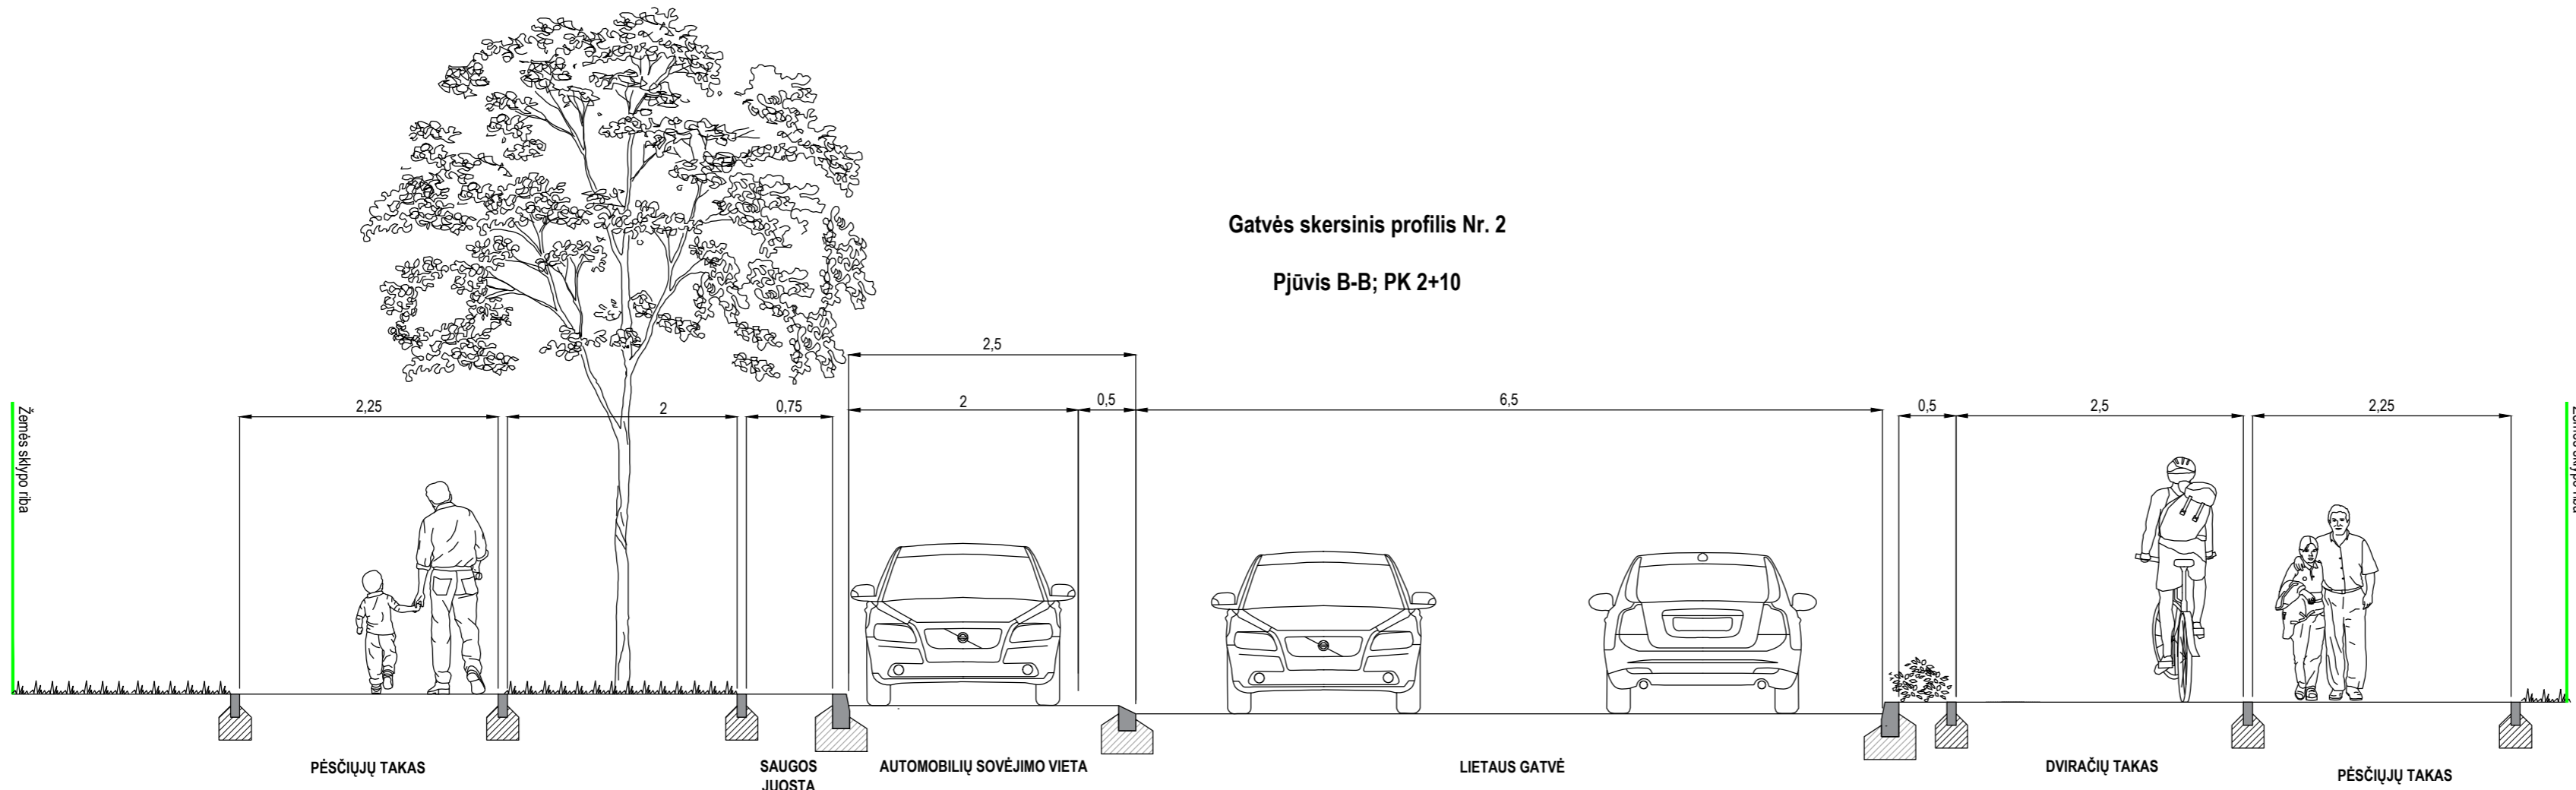 Gatvės skersinis profilis Nr. 2
Pjūvis B-B; PK 2+10
2,5
2,25
2
0,75
2
0,5
6,5
0,5
2,5
2,25
Žemės sklypo riba
PĖSČIŲJŲ TAKAS
SAUGOS
JUOSTA
AUTOMOBILIŲ SOVĖJIMO VIETA
LIETAUS GATVĖ
DVIRAČIŲ TAKAS
PĖSČIŲJŲ TAKAS